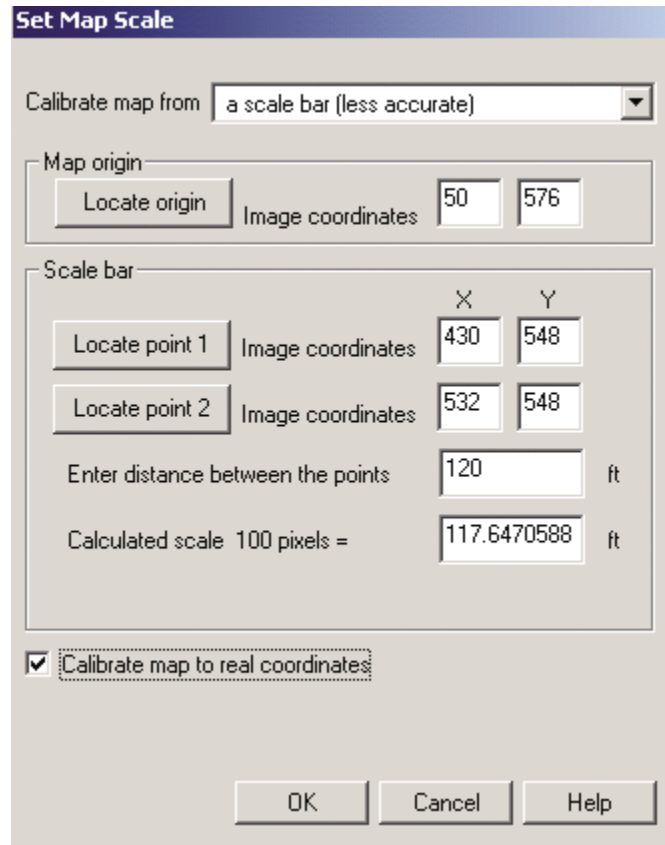 Set Map Scale
Calibrate map from a scale bar (less accurate)
Map origin
Locate origin Image coordinates 50 576
Scale bar
X Y
Locate point 1 Image coordinates 430 548
Locate point 2 Image coordinates 532 548
Enter distance between the points 120 ft
Calculated scale 100 pixels = 117.6470588 ft
Calibrate map to real coordinates
OK Cancel Help